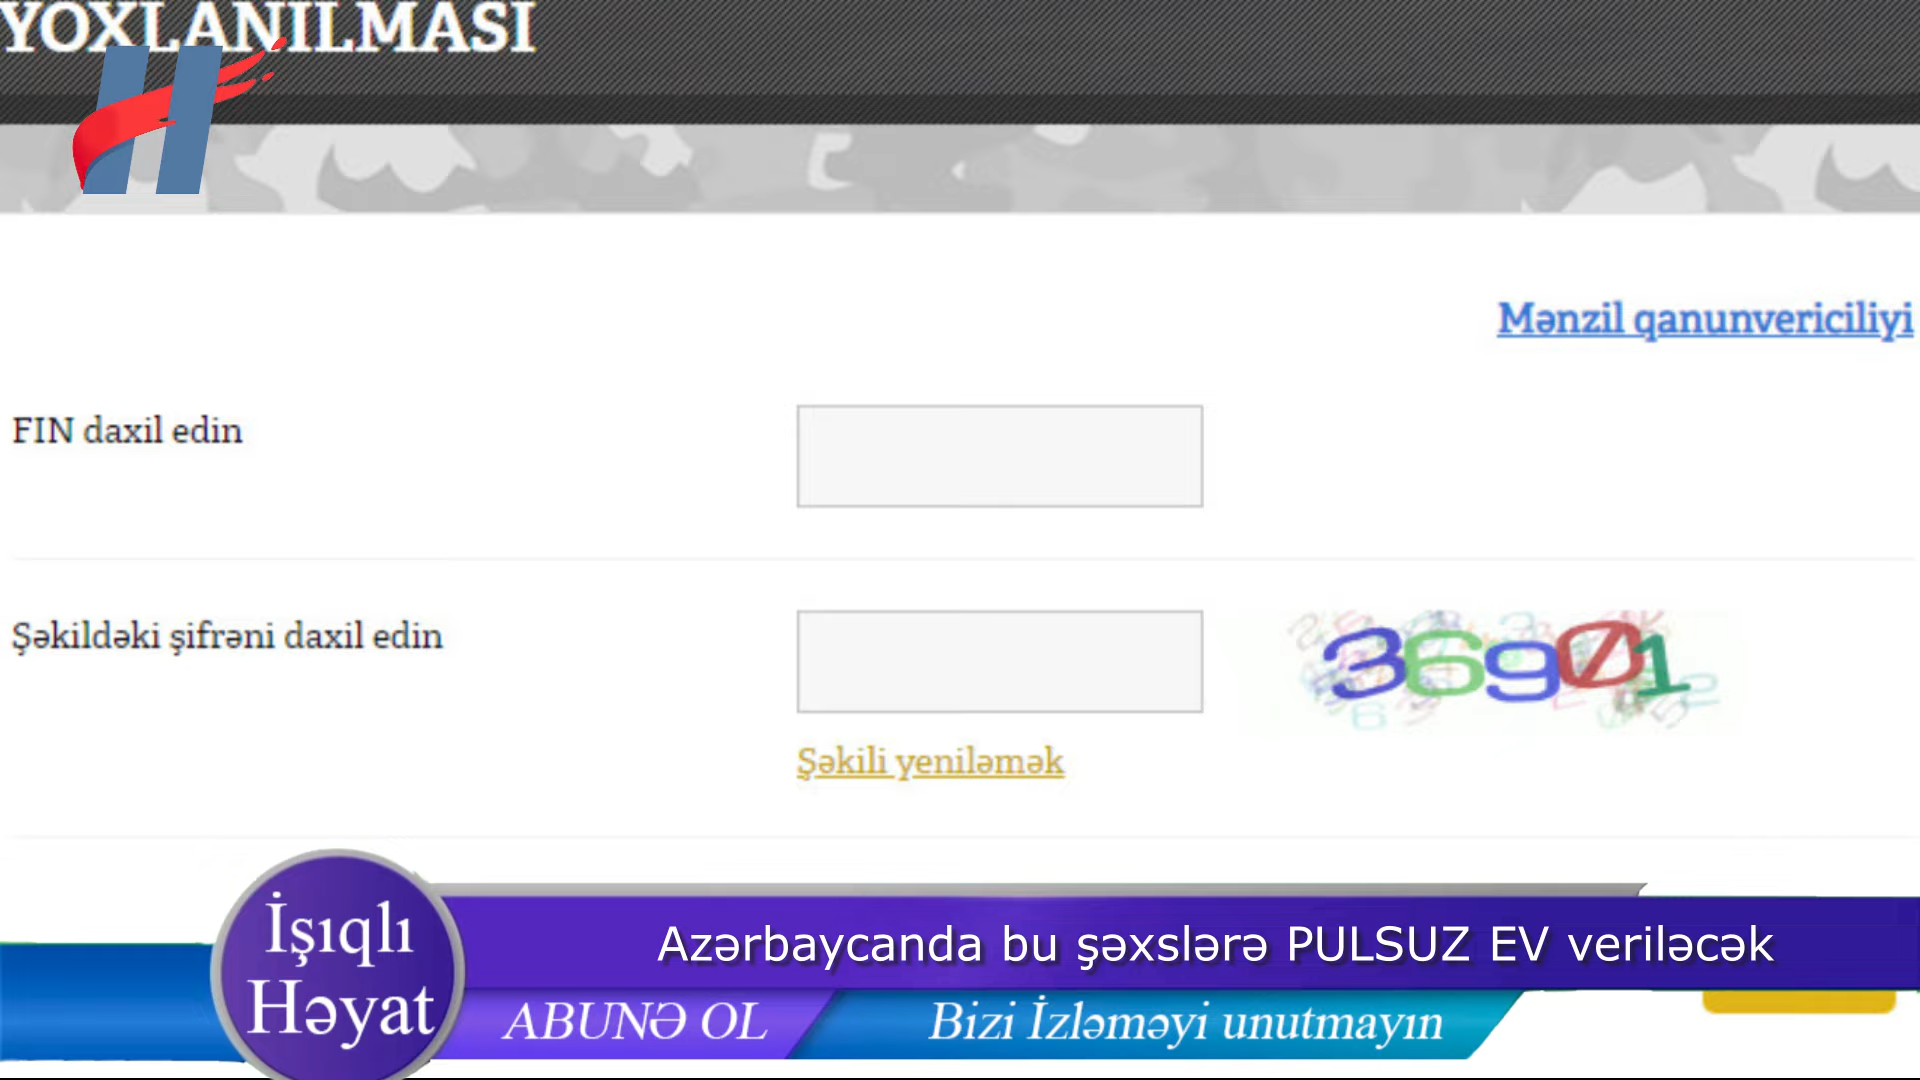 YOXLANILMASI
Mənzil qanunvericiliyi
FIN daxil edin
Şəkildəki şifrəni daxil edin
36901
Şəkili yeniləmək
İşıqlı
Həyat
Azərbaycanda bu şəxslərə PULSUZ EV veriləcək
ABUNƏ OL
Bizi İzləməyi unutmayın